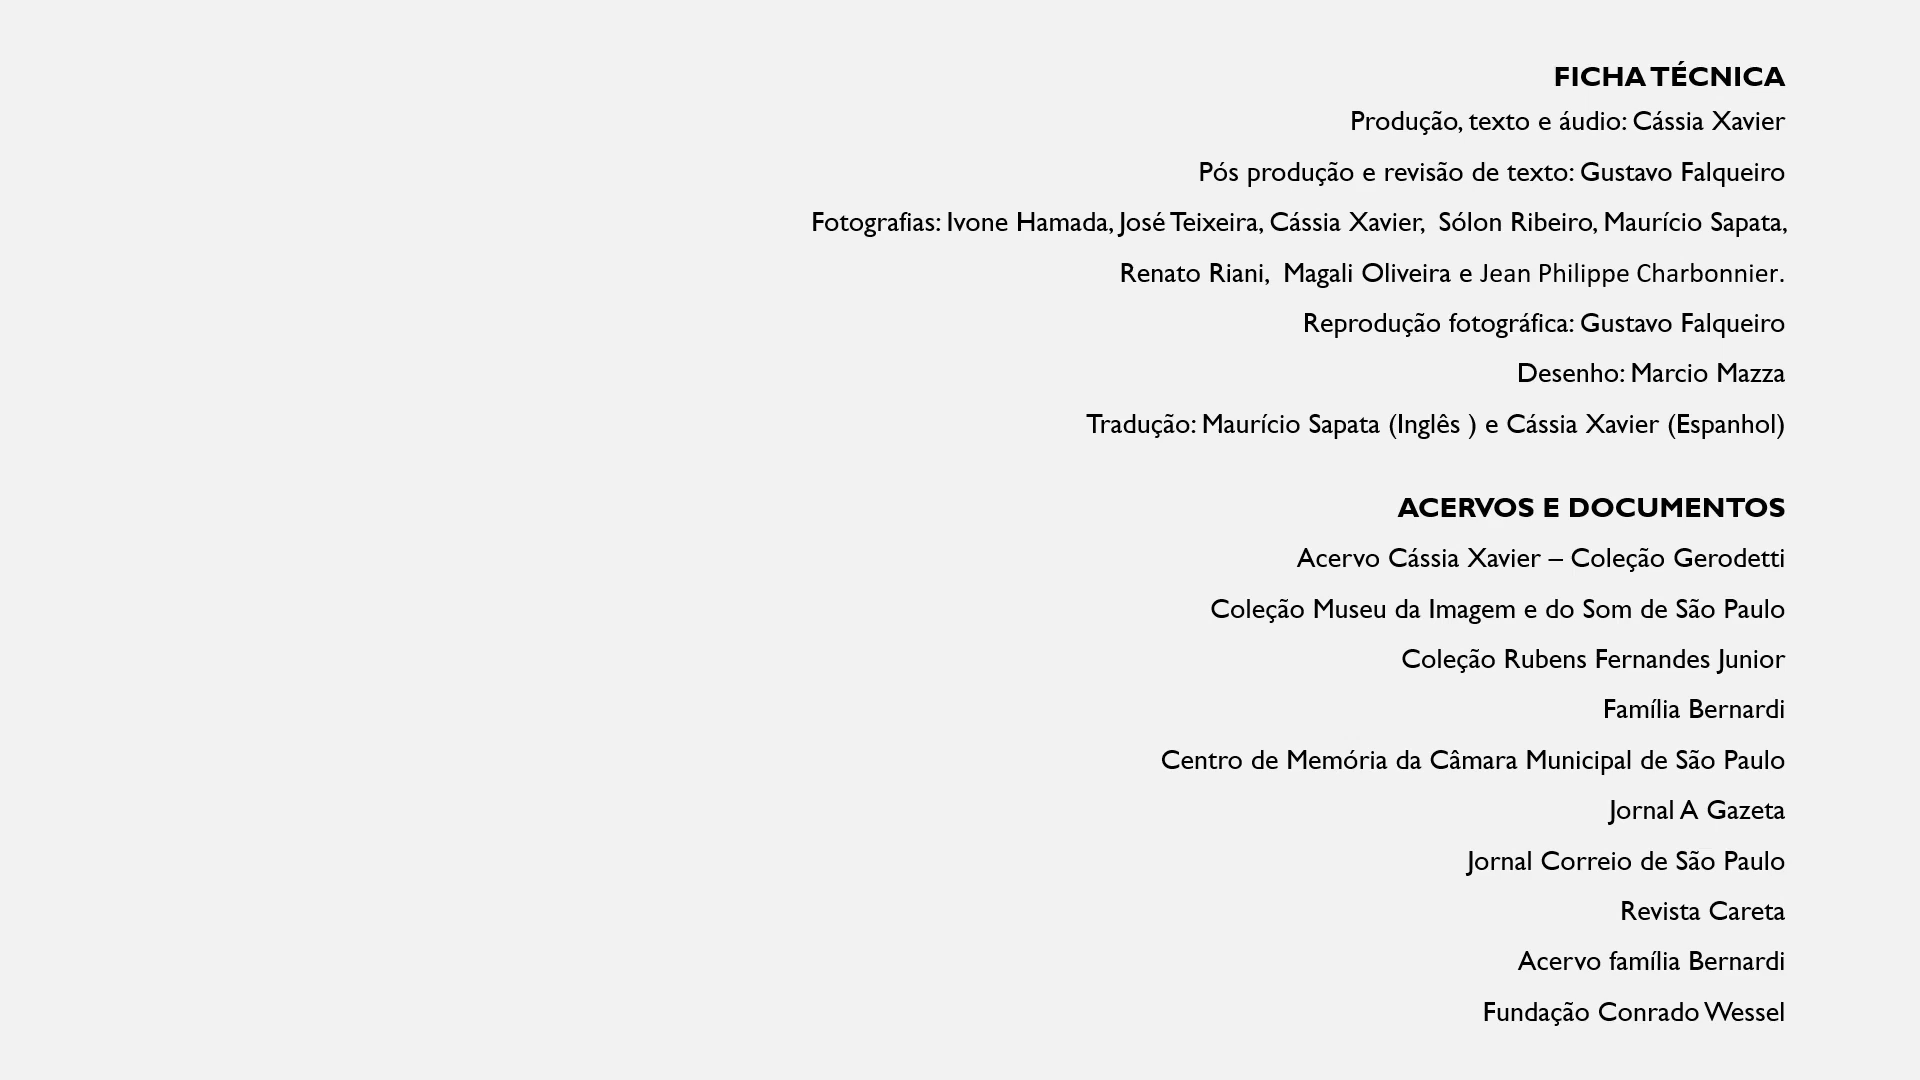 FICHA TÉCNICA
Produção, texto e áudio: Cássia Xavier
Pós produção e revisão de texto: Gustavo Falqueiro
Fotografias: Ivone Hamada, José Teixeira, Cássia Xavier,  Sólon Ribeiro, Maurício Sapata,
Renato Riani,  Magali Oliveira e Jean Philippe Charbonnier.
Reprodução fotográfica: Gustavo Falqueiro
Desenho: Marcio Mazza
Tradução: Maurício Sapata (Inglês ) e Cássia Xavier (Espanhol)
ACERVOS E DOCUMENTOS
Acervo Cássia Xavier – Coleção Gerodetti
Coleção Museu da Imagem e do Som de São Paulo
Coleção Rubens Fernandes Junior
Família Bernardi
Centro de Memória da Câmara Municipal de São Paulo
Jornal A Gazeta
Jornal Correio de São Paulo
Revista Careta
Acervo família Bernardi
Fundação Conrado Wessel